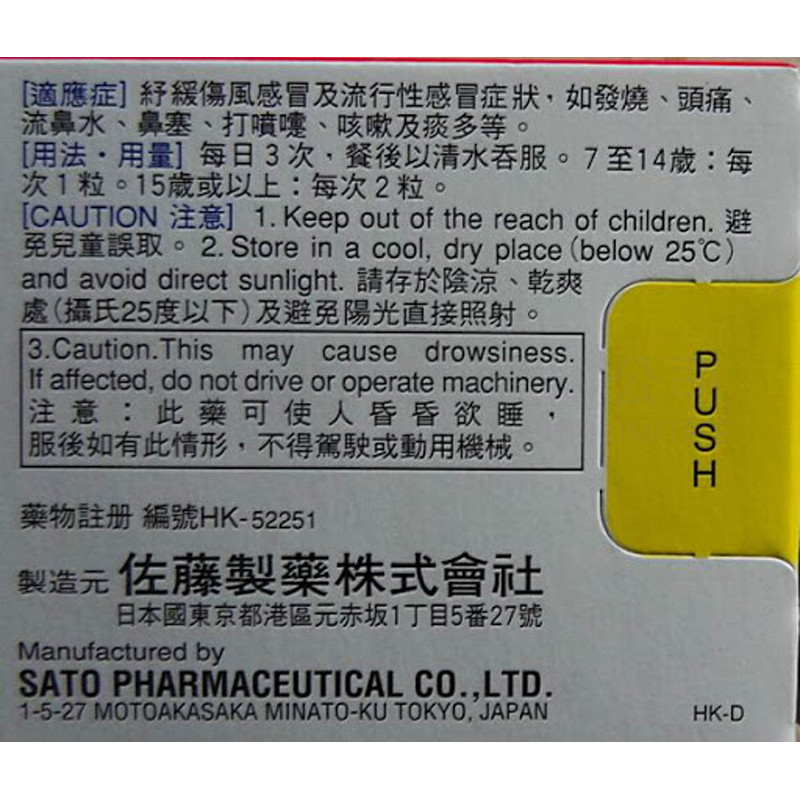 [適應症] 紓緩傷風感冒及流行性感冒症狀，如發燒、頭痛、
流鼻水、鼻塞、打噴嚏、咳嗽及痰多等。
[用法・用量] 每日3次，餐後以清水吞服。7至14歲：每
次1粒。15歲或以上：每次2粒。
[CAUTION 注意] 1. Keep out of the reach of children. 避
免兒童誤取。2. Store in a cool, dry place (below 25℃)
and avoid direct sunlight. 請存於陰涼、乾爽
處(攝氏25度以下)及避免陽光直接照射。
3.Caution.This may cause drowsiness.
If affected, do not drive or operate machinery.
注意：此藥可使人昏昏欲睡，
服後如有此情形，不得駕駛或動用機械。
PUSH
藥物註册 編號HK-52251
製造元 佐藤製藥株式會社
日本國東京都港區元赤坂1丁目5番27號
Manufactured by
SATO PHARMACEUTICAL CO.,LTD.
1-5-27 MOTOAKASAKA MINATO-KU TOKYO, JAPAN
HK-D